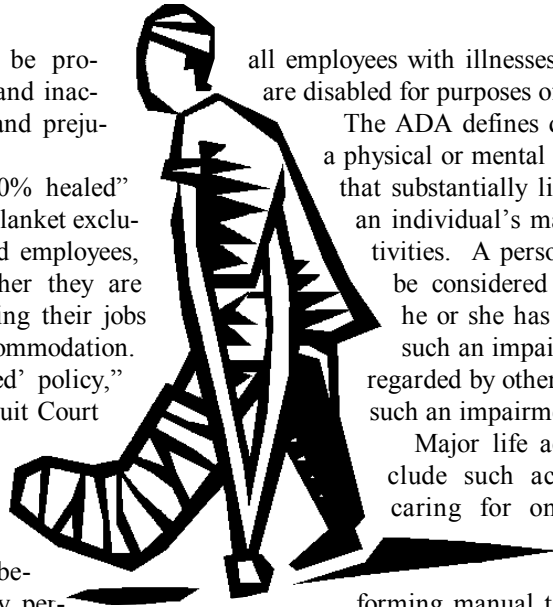 be pro-
and inac-
and preju-
0% healed”
lanket exclu-
d employees,
her they are
ing their jobs
ommodation.
ed’ policy,”
uit Court
be-
y per-
all employees with illnesses
are disabled for purposes of
The ADA defines
a physical or mental
that substantially li
an individual’s ma
tivities. A perso
be considered
he or she has
such an impai
regarded by other
such an impairme
Major life a
clude such ac
caring for on
forming manual t